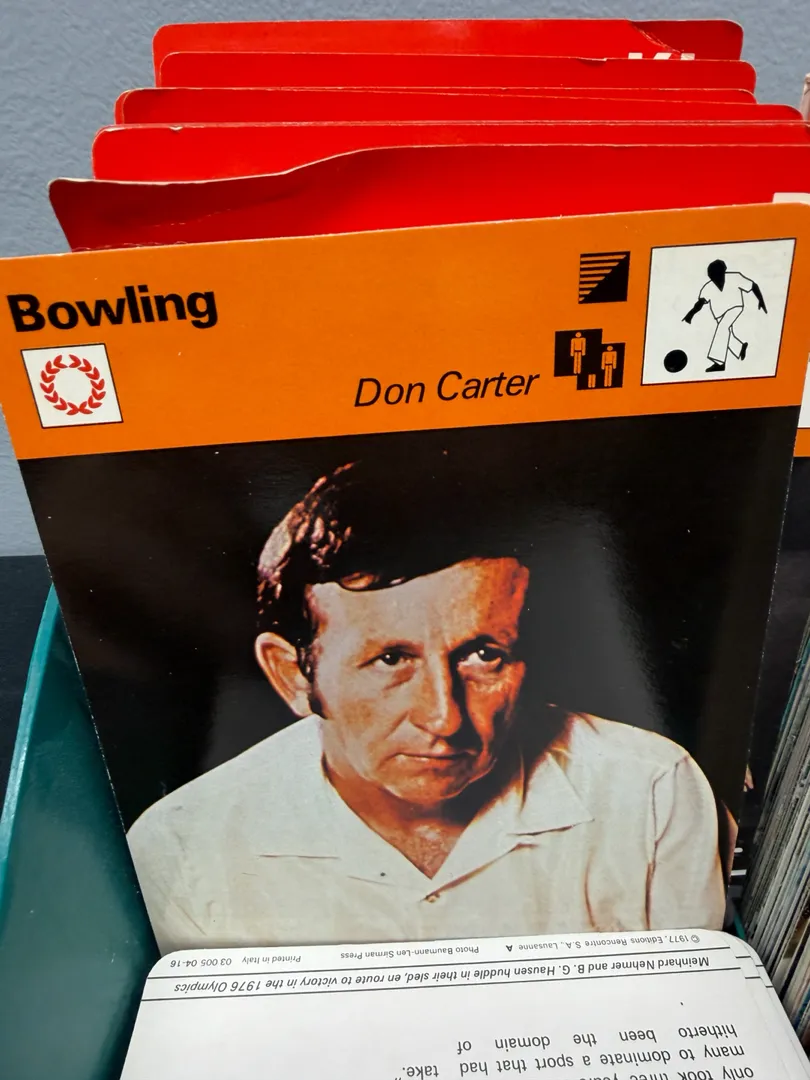 Bowling
Don Carter
© 1977, Editions Rencontre S.A., Lausanne A Photo Baumann-Len Sirman Press Printed in Italy 03 005 04-16
Meinhard Nehmer and B. G. Hausen huddle in their sled, en route to victory in the 1976 Olympics
hitherto been the domain of
many to dominate a sport that had take.
only took three